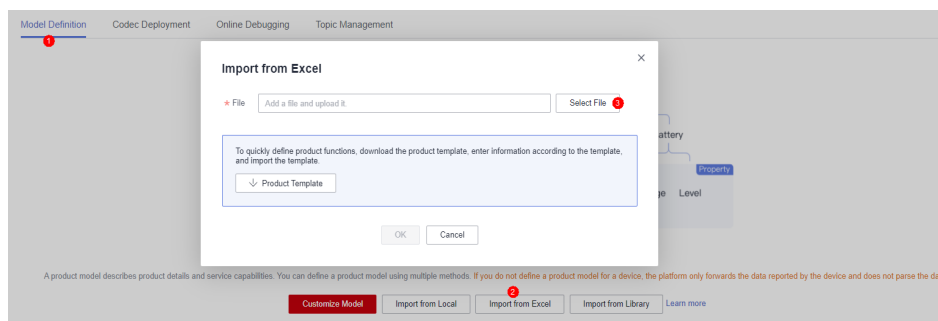 Model Definition Codec Deployment Online Debugging Topic Management
1
Import from Excel
* File Add a file and upload it. Select File 3
To quickly define product functions, download the product template, enter information according to the template,
and import the template.
Product Template
OK Cancel
attery
Property
ge Level
A product model describes product details and service capabilities. You can define a product model using multiple methods. If you do not define a product model for a device, the platform only forwards the data reported by the device and does not parse the da
2
Customize Model Import from Local Import from Excel Import from Library Learn more